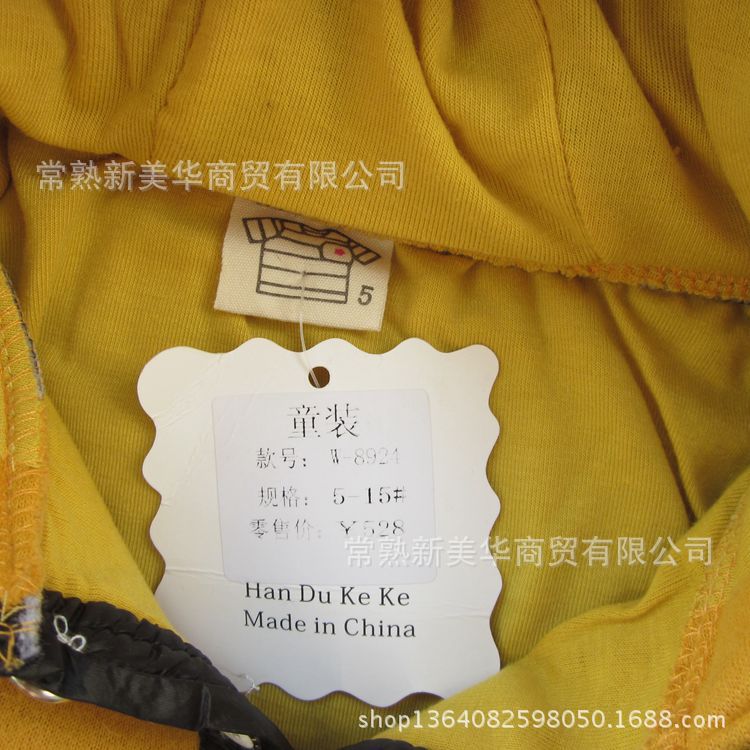 常熟新美华商贸有限公司
5
童装
款号: W-8924
规格: 5-15#
零售价: ¥528
常熟新美华商贸有限公司
Han Du Ke Ke
Made in China
shop1364082598050.1688.com